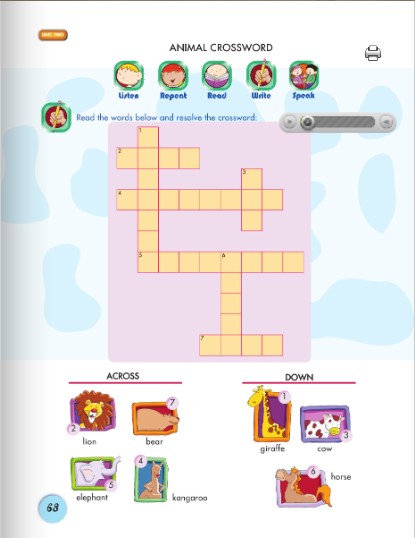 UNIT TWO
ANIMAL CROSSWORD
Listen Repeat Read Write Speak
Read the words below and resolve the crossword:
1
2
3
4
5 6
7
ACROSS DOWN
2 7 1 3
lion bear giraffe cow
5 4 6
elephant kangaroo horse
68